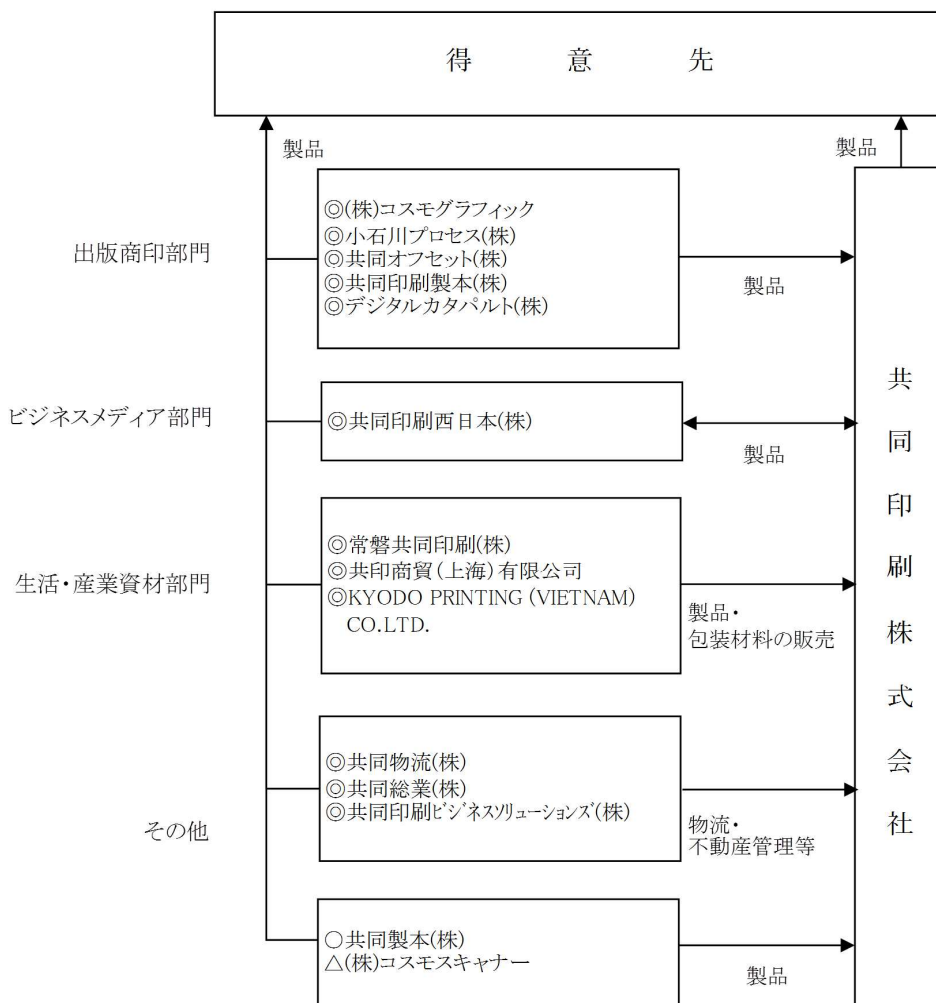 得意先
製品
製品
出版商印部門
◎(株)コスモグラフィック
◎小石川プロセス(株)
◎共同オフセット(株)
◎共同印刷製本(株)
◎デジタルカタパルト(株)
製品
ビジネスメディア部門
◎共同印刷西日本(株)
製品
生活・産業資材部門
◎常磐共同印刷(株)
◎共印商貿(上海)有限公司
◎KYODO PRINTING (VIETNAM)
CO.LTD.
製品・
包装材料の販売
その他
◎共同物流(株)
◎共同総業(株)
◎共同印刷ﾋﾞｼﾞﾈｽｿﾘｭｰｼｮﾝｽﾞ(株)
物流・
不動産管理等
○共同製本(株)
△(株)コスモスキャナー
製品
共同印刷株式会社